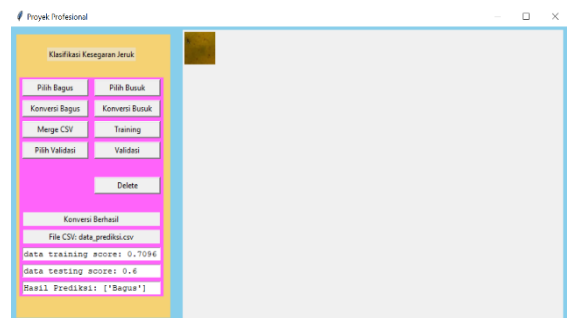 Proyek Profesional
Klasifikasi Kesegaran Jeruk
Pilih Bagus
Pilih Busuk
Konversi Bagus
Konversi Busuk
Merge CSV
Training
Pilih Validasi
Validasi
Delete
Konversi Berhasil
File CSV: data_prediksi.csv
data training score: 0.7096
data testing score: 0.6
Hasil Prediksi: ['Bagus']